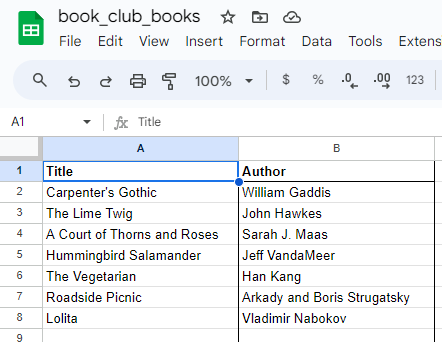 book_club_books
File Edit View Insert Format Data Tools Extens
100% $ % .0 .00 123
A1 fx Title
A B
1 Title Author
2 Carpenter's Gothic William Gaddis
3 The Lime Twig John Hawkes
4 A Court of Thorns and Roses Sarah J. Maas
5 Hummingbird Salamander Jeff VandaMeer
6 The Vegetarian Han Kang
7 Roadside Picnic Arkady and Boris Strugatsky
8 Lolita Vladimir Nabokov
9